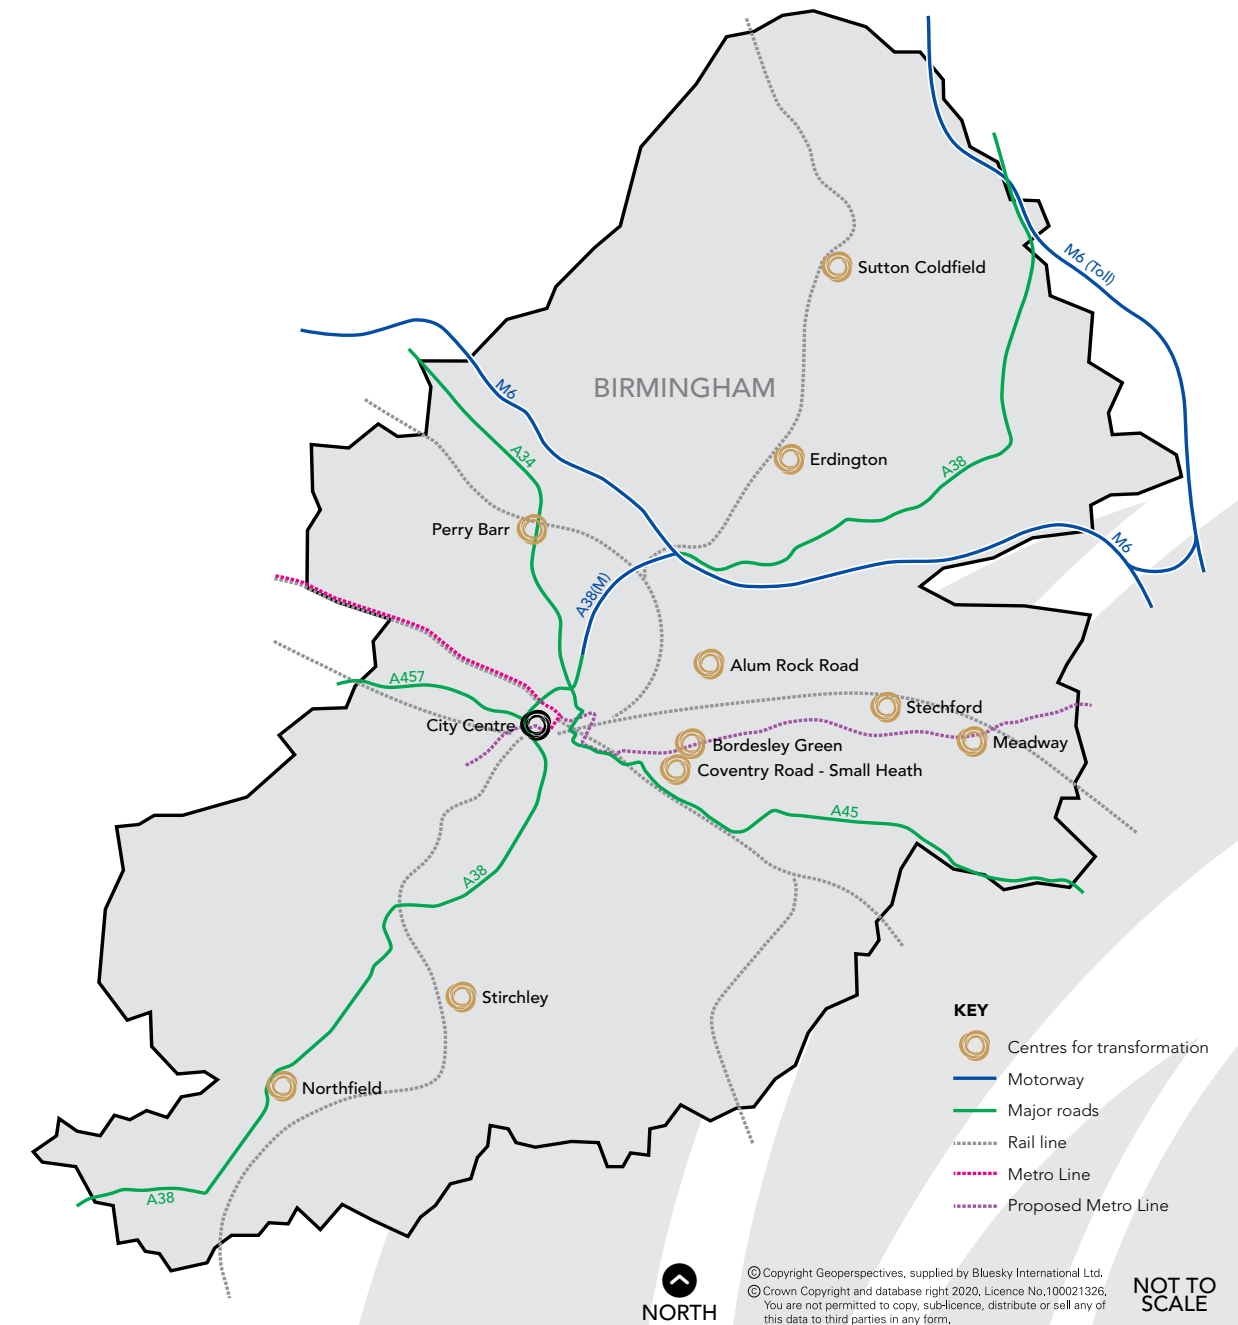 Sutton Coldfield
M6 (Toll)
BIRMINGHAM
M6
A34
Erdington
A38
Perry Barr
M6
A38(M)
Alum Rock Road
A457
Stechford
City Centre
Bordesley Green
Meadway
Coventry Road - Small Heath
A45
A38
Stirchley
Northfield
A38
KEY
Centres for transformation
Motorway
Major roads
Rail line
Metro Line
Proposed Metro Line
NORTH
© Copyright Geoperspectives, supplied by Bluesky International Ltd.
© Crown Copyright and database right 2020, Licence No,100021326,
You are not permitted to copy, sub-licence, distribute or sell any of
this data to third parties in any form,
NOT TO
SCALE